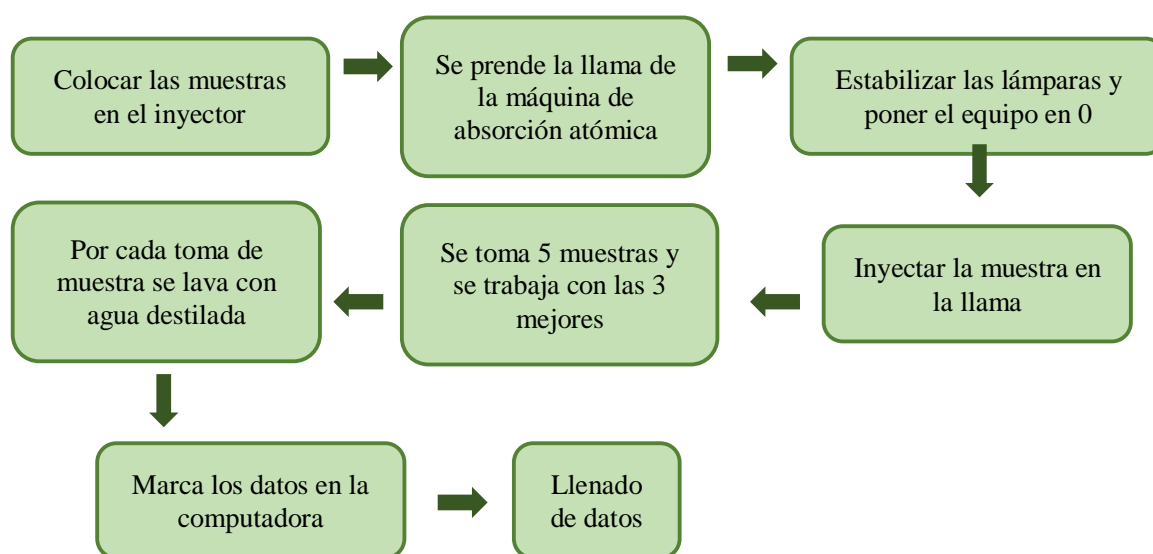 Colocar las muestras
en el inyector
Se prende la llama de
la máquina de
absorción atómica
Estabilizar las lámparas y
poner el equipo en 0
Inyectar la muestra en
la llama
Se toma 5 muestras y
se trabaja con las 3
mejores
Por cada toma de
muestra se lava con
agua destilada
Marca los datos en la
computadora
Llenado
de datos